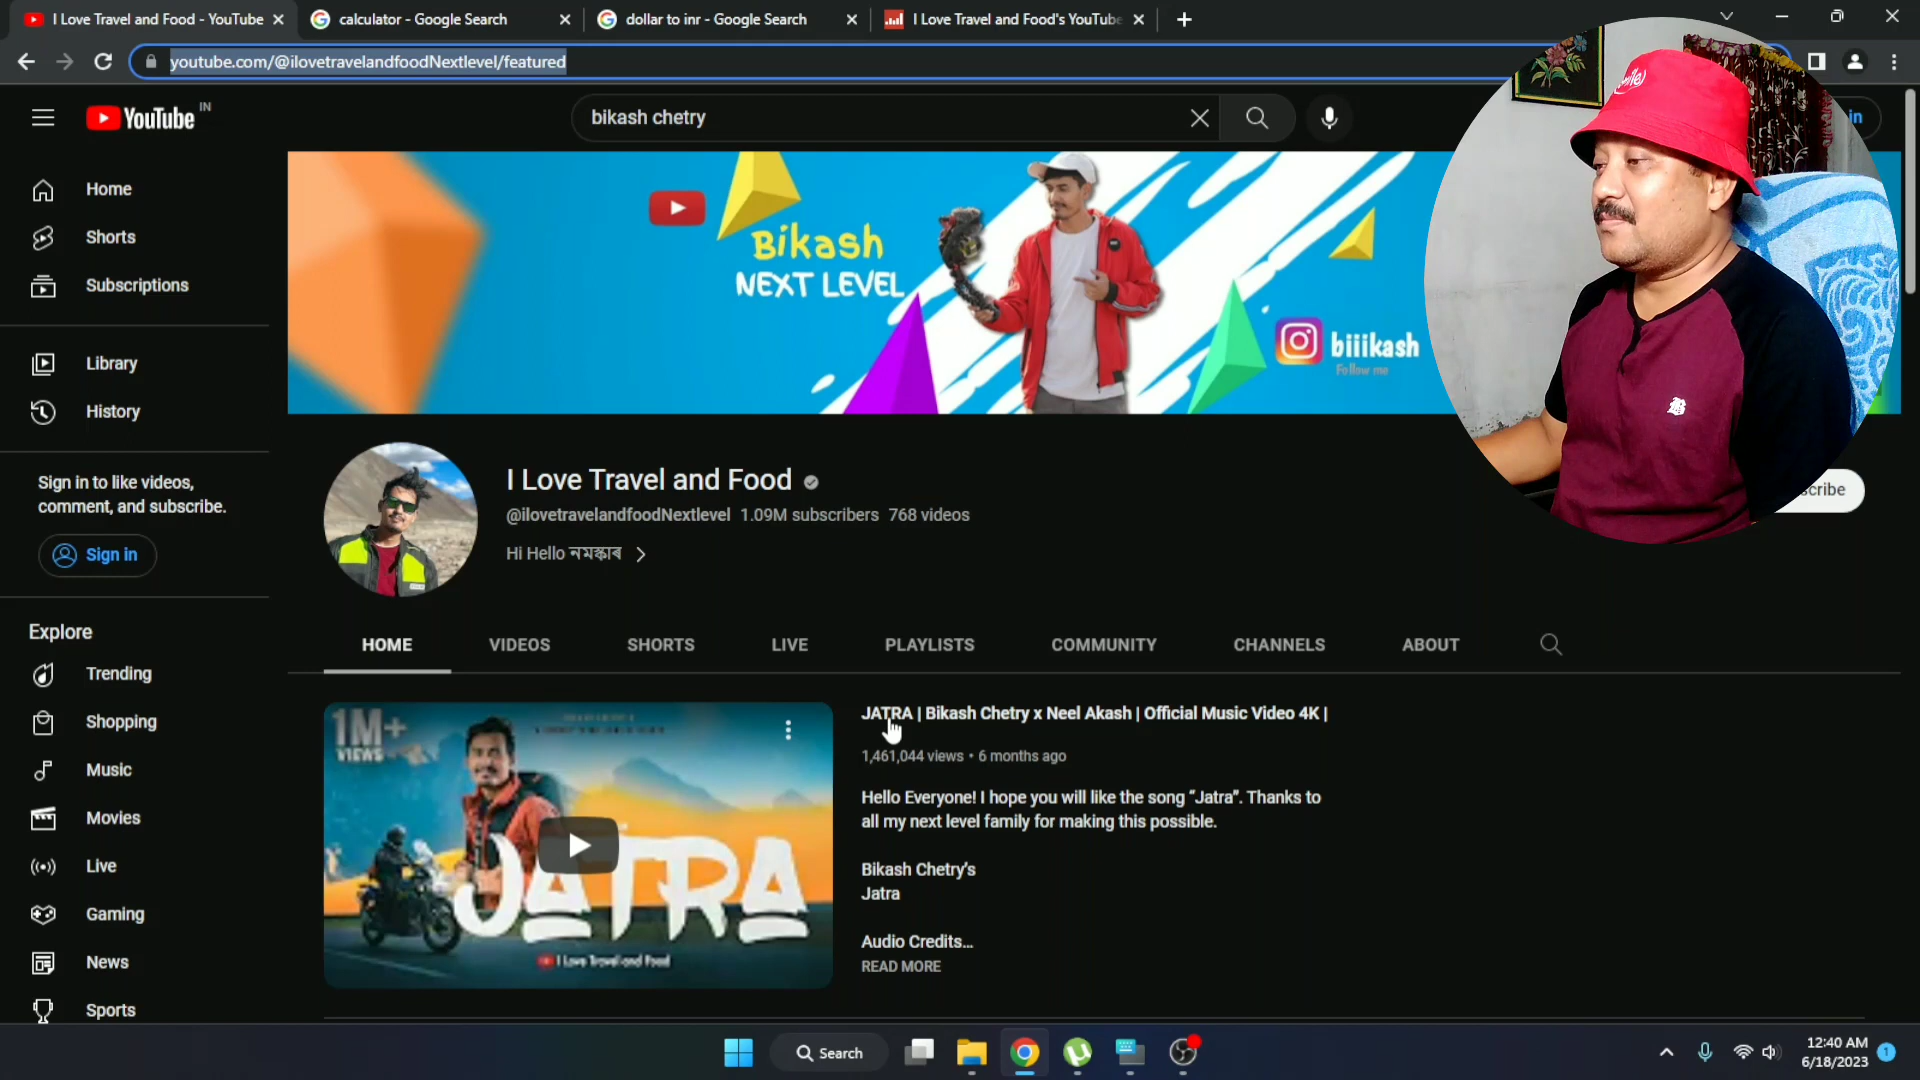 I Love Travel and Food - YouTube
calculator - Google Search
dollar to inr - Google Search
I Love Travel and Food's YouTube
youtube.com/@ilovetravelandfoodNextlevel/featured
YouTube IN
bikash chetry
in
Home
Shorts
Subscriptions
Library
History
Sign in to like videos,
comment, and subscribe.
Sign in
Explore
Trending
Shopping
Music
Movies
Live
Gaming
News
Sports
Bikash
NEXT LEVEL
biiikash
Follow me
I Love Travel and Food
@ilovetravelandfoodNextlevel 1.09M subscribers 768 videos
Hi Hello নমস্কাৰ
scribe
HOME VIDEOS SHORTS LIVE PLAYLISTS COMMUNITY CHANNELS ABOUT
1M+
VIEWS
JATRA
I Love Travel and Food
JATRA | Bikash Chetry x Neel Akash | Official Music Video 4K |
1,461,044 views • 6 months ago
Hello Everyone! I hope you will like the song “Jatra”. Thanks to
all my next level family for making this possible.
Bikash Chetry’s
Jatra
Audio Credits...
READ MORE
Search
12:40 AM
6/18/2023
1